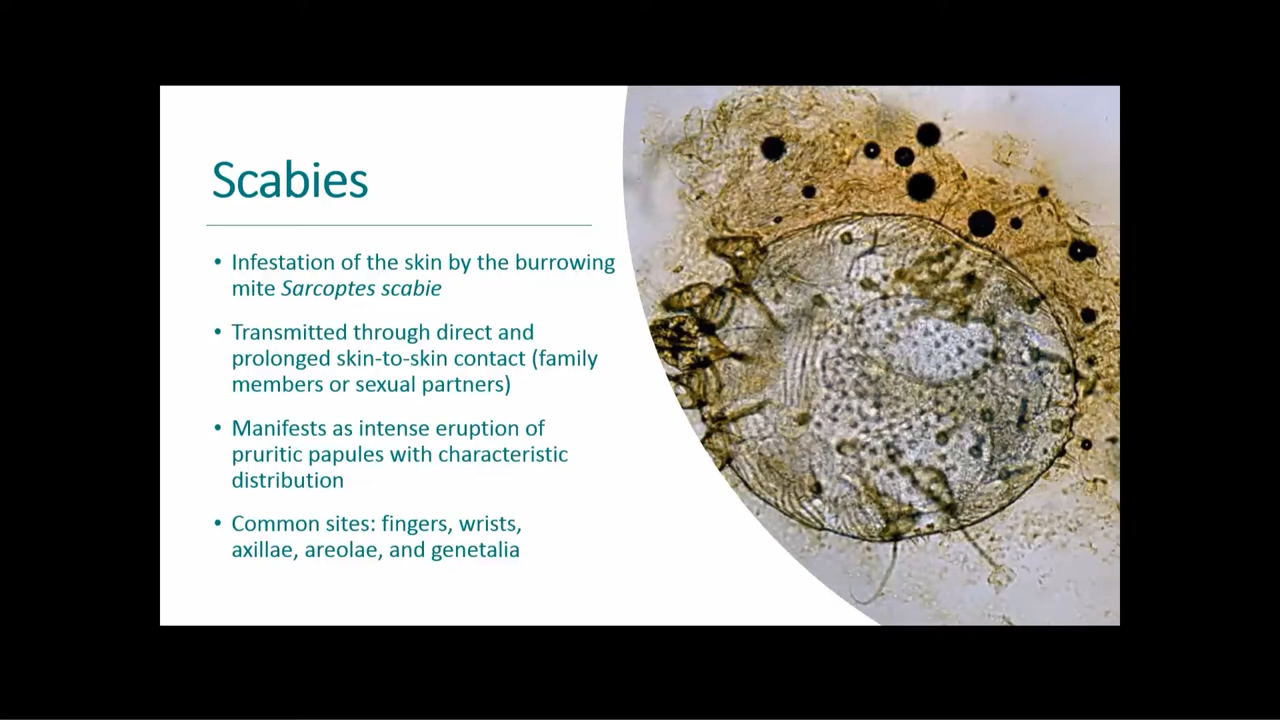 Scabies
• Infestation of the skin by the burrowing
mite Sarcoptes scabie
• Transmitted through direct and
prolonged skin-to-skin contact (family
members or sexual partners)
• Manifests as intense eruption of
pruritic papules with characteristic
distribution
• Common sites: fingers, wrists,
axillae, areolae, and genetalia